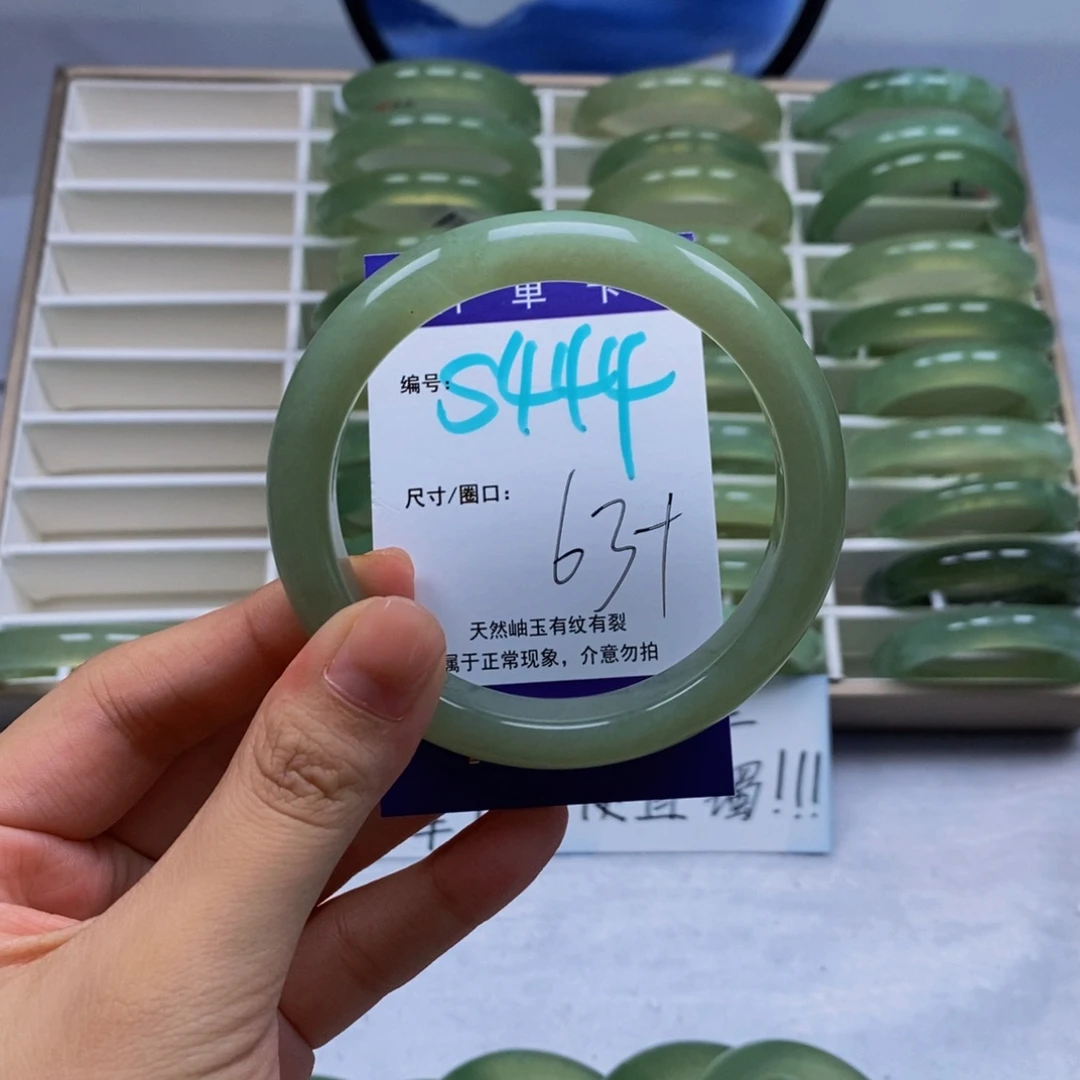 单卡
编号：S444
尺寸/圈口：
63+
天然岫玉有纹有裂
属于正常现象，介意勿拍
镯!!!